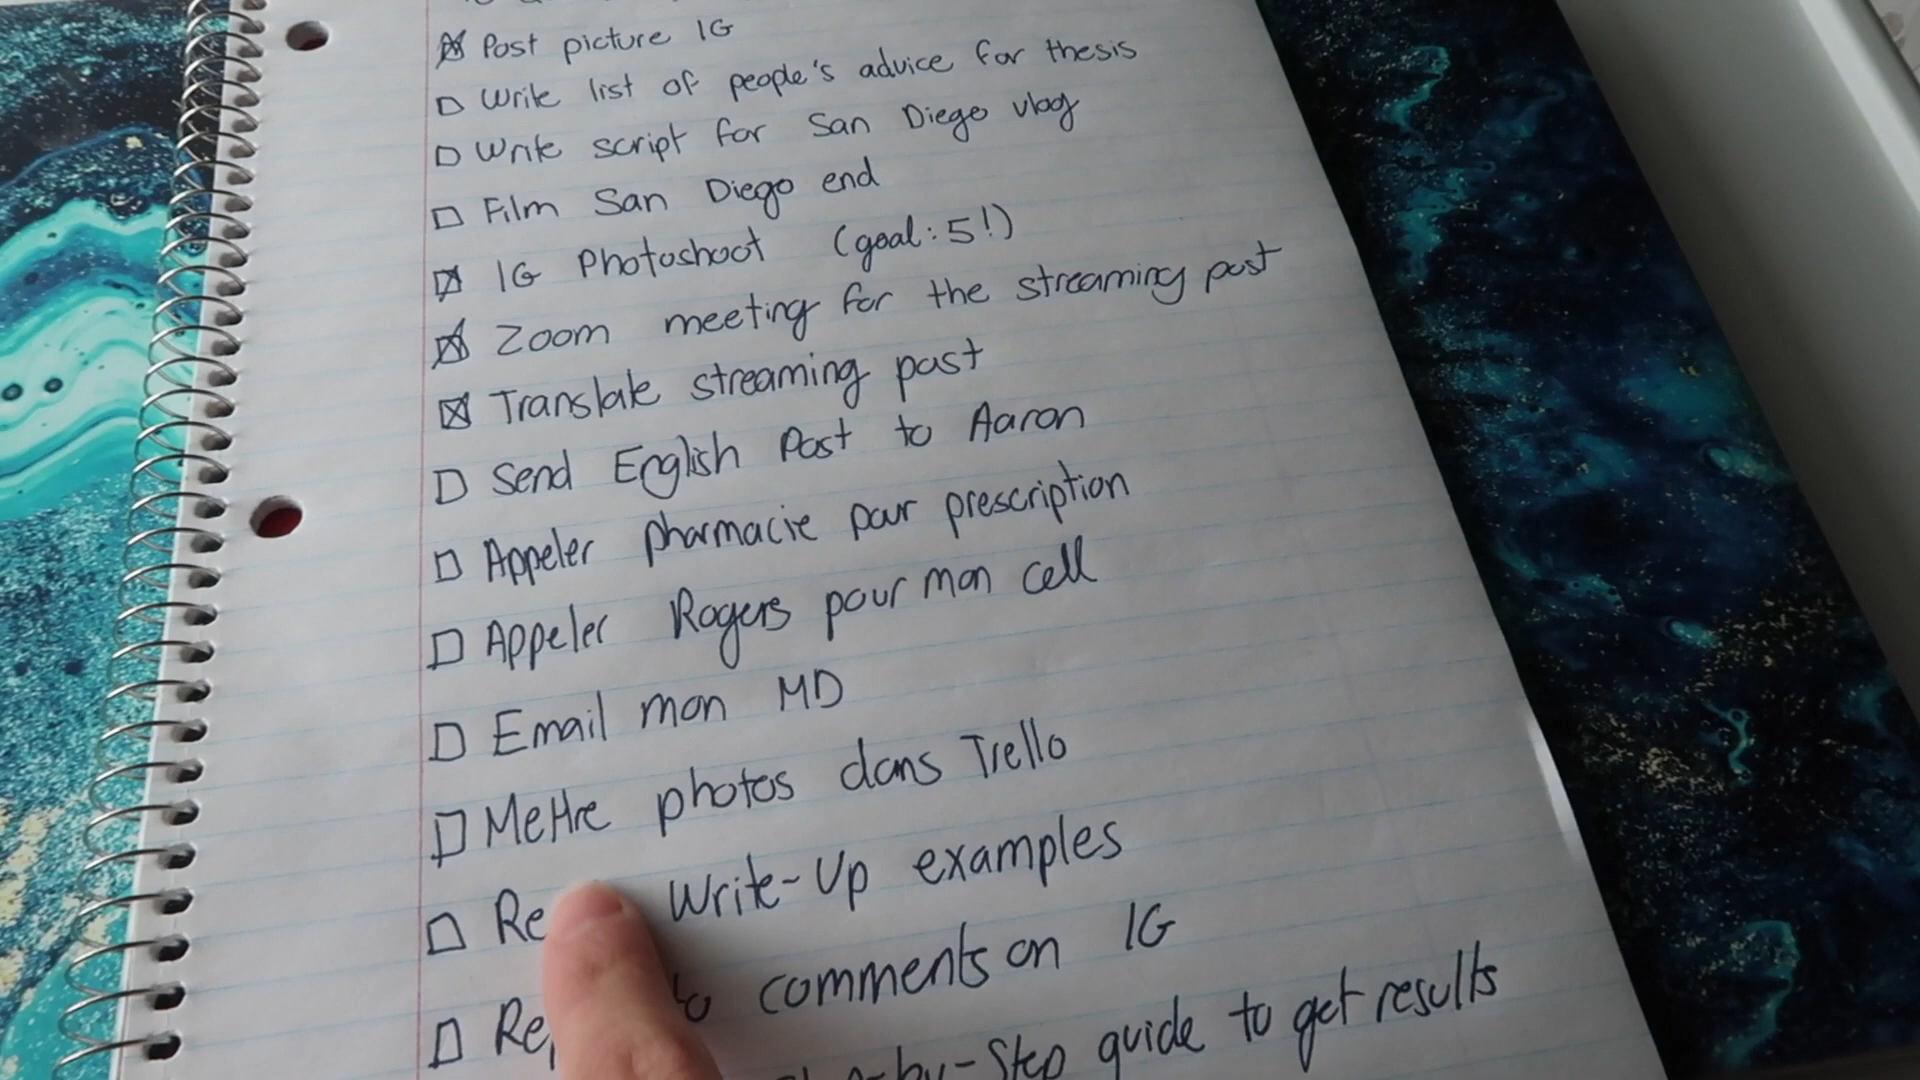 Post picture IG
Write list of people's advice for thesis
Write script for San Diego vlog
Film San Diego end
IG Photoshoot (goal: 5!)
Zoom meeting for the streaming post
Translate streaming post
Send English Post to Aaron
Appeler pharmacie pour prescription
Appeler Rogers pour mon cell
Email mon MD
Mettre photos dans Trello
Write-Up examples
to comments on IG
-by-Step guide to get results